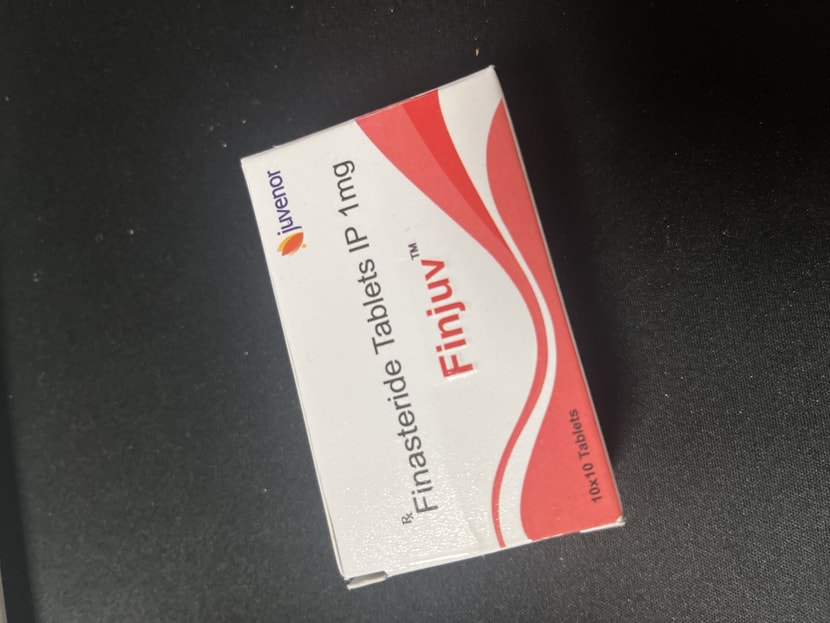 juvenor
℞
Finasteride Tablets IP 1mg
Finjuv™
10x10 Tablets